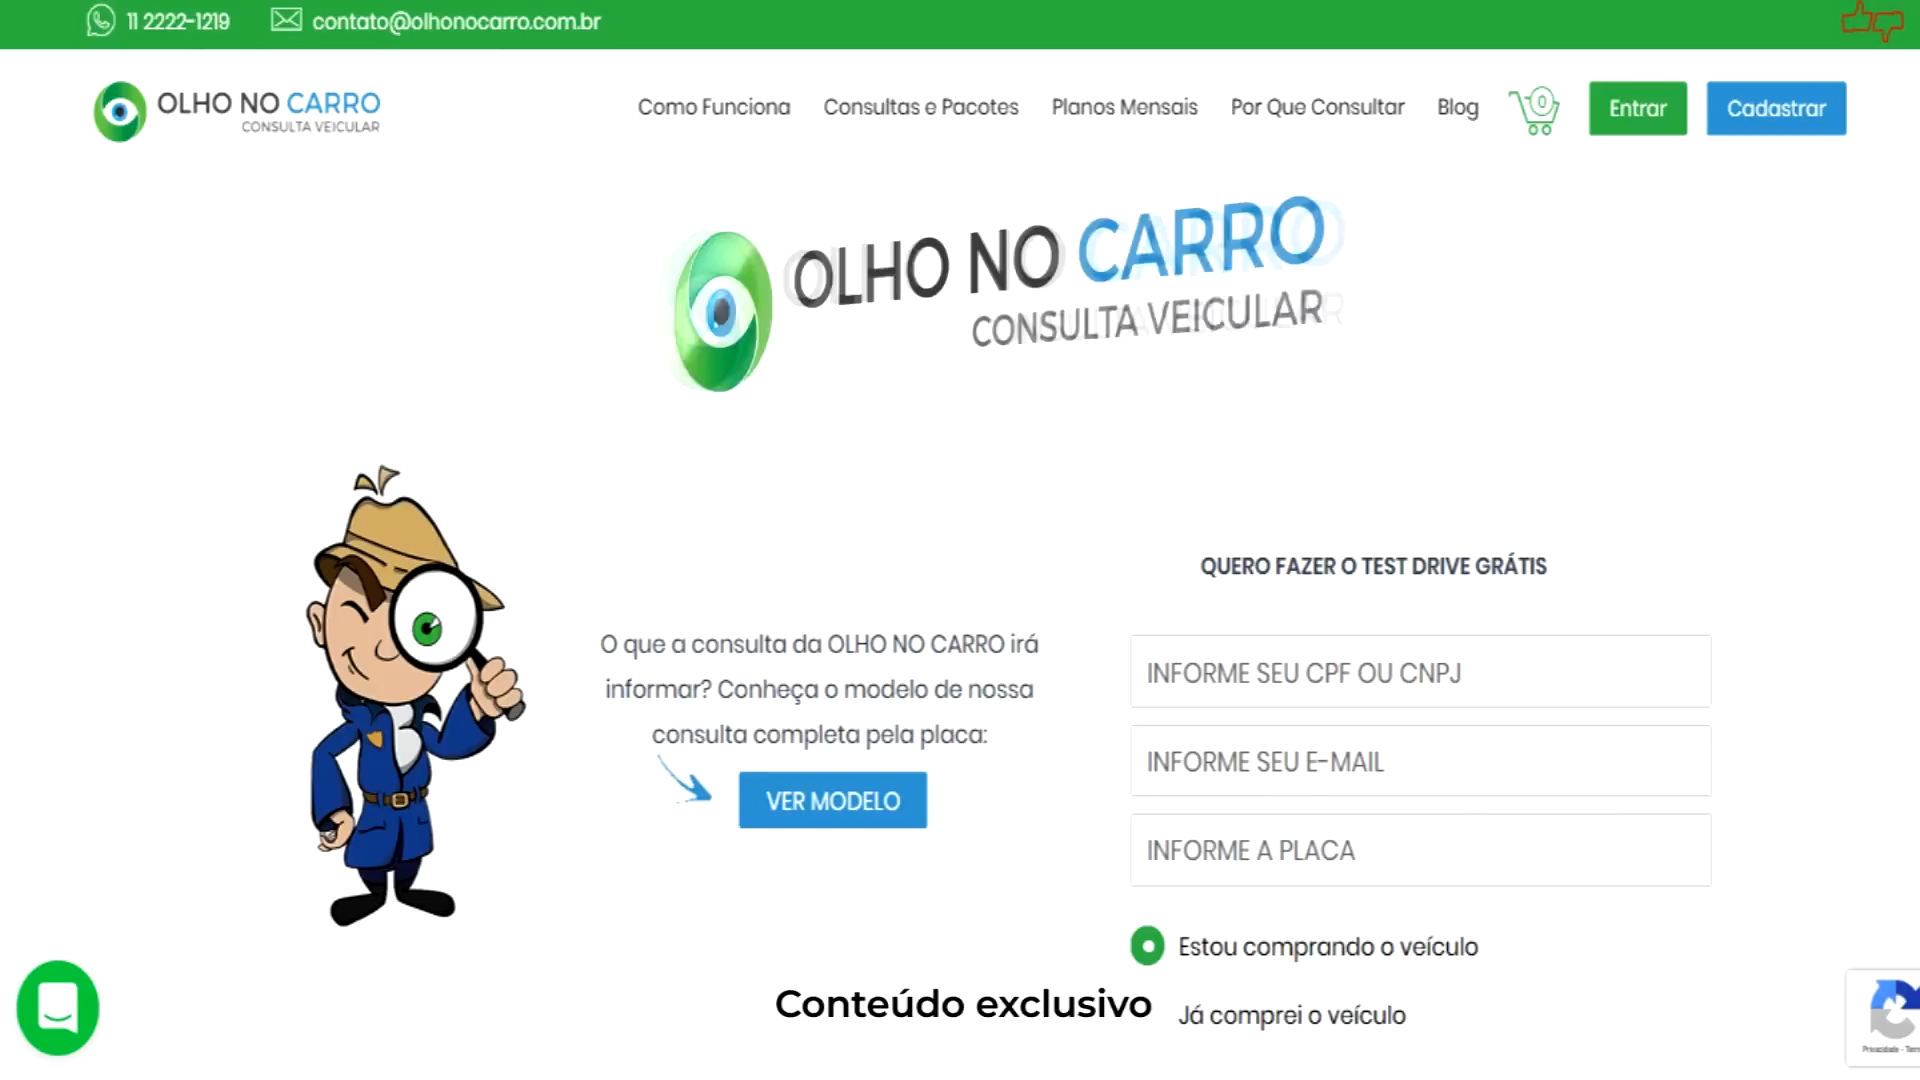 11 2222-1219 contato@olhonocarro.com.br
OLHO NO CARRO
CONSULTA VEICULAR
Como Funciona Consultas e Pacotes Planos Mensais Por Que Consultar Blog 0 Entrar Cadastrar
OLHO NO CARRO
CONSULTA VEICULAR
O que a consulta da OLHO NO CARRO irá
informar? Conheça o modelo de nossa
consulta completa pela placa:
VER MODELO
QUERO FAZER O TEST DRIVE GRÁTIS
INFORME SEU CPF OU CNPJ
INFORME SEU E-MAIL
INFORME A PLACA
Estou comprando o veículo
Já comprei o veículo
Conteúdo exclusivo
Privacidade -